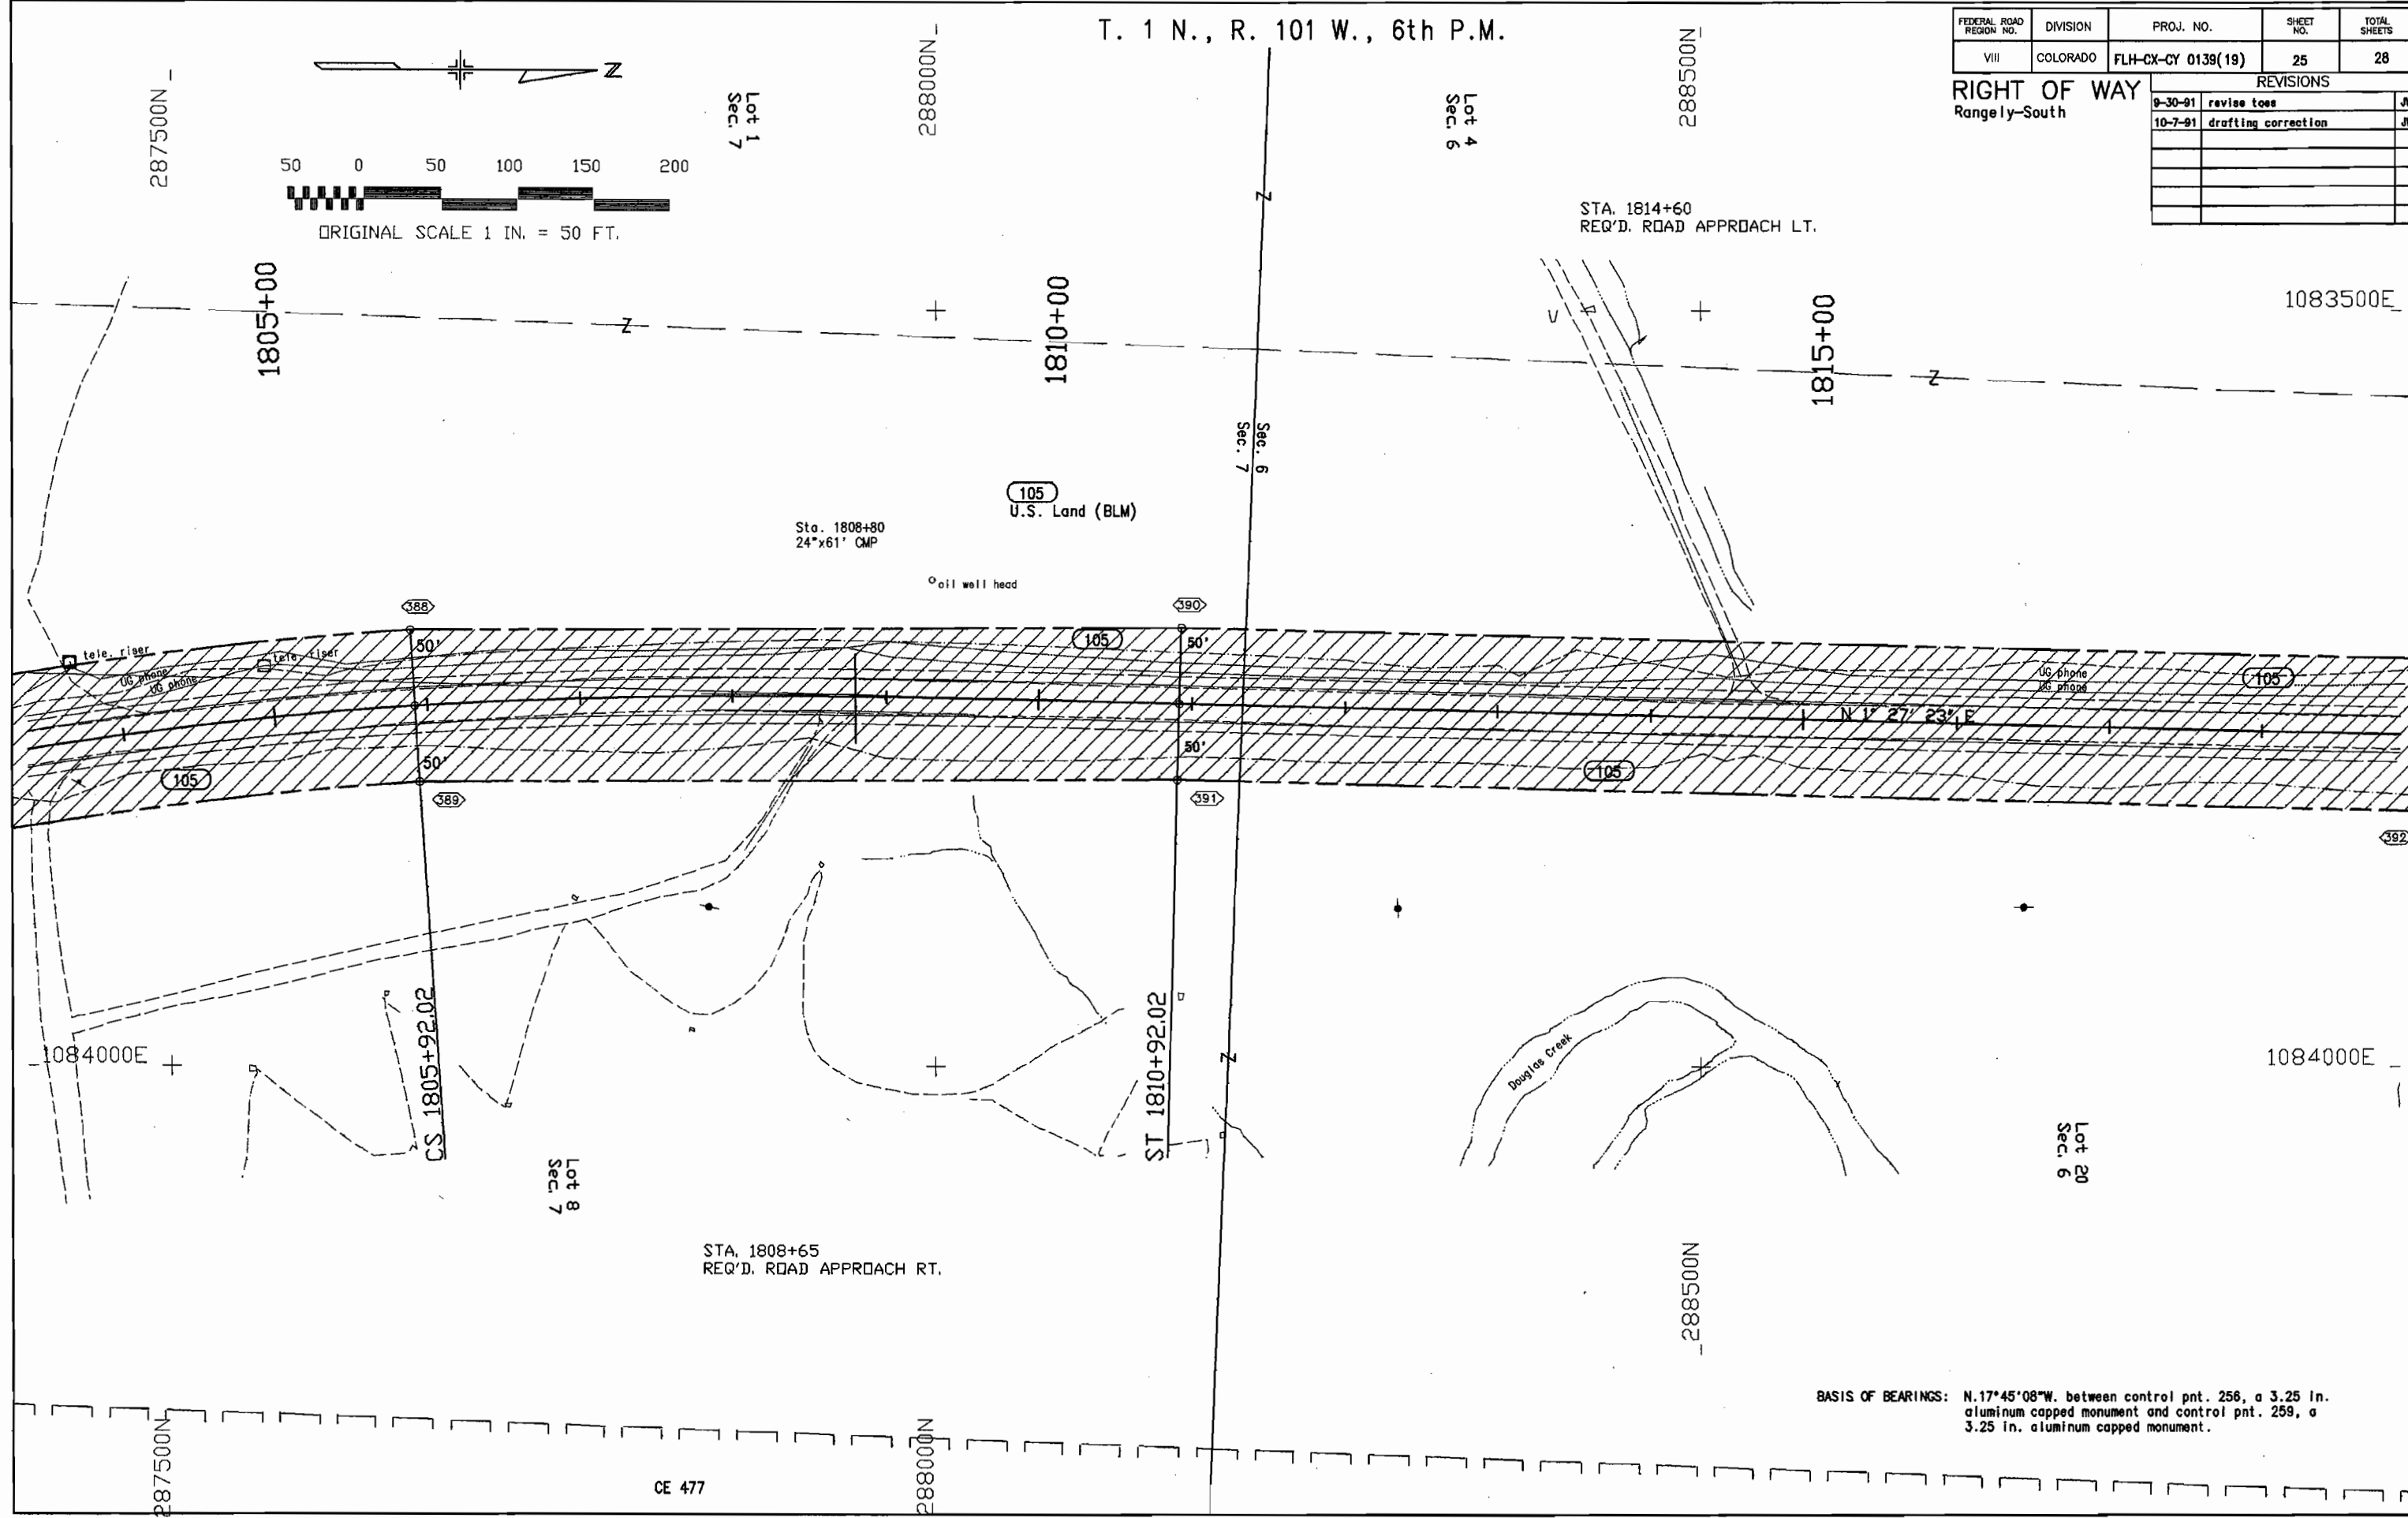 T. 1 N., R. 101 W., 6th P.M.
FEDERAL ROAD REGION NO.
DIVISION
PROJ. NO.
SHEET NO.
TOTAL SHEETS
VIII
COLORADO
FLH-CX-CY 0139(19)
25
28
RIGHT OF WAY
Rangely-South
REVISIONS
9-30-91 revise toes
10-7-91 drafting correction
287500N
288000N
288500N
Z
Lot 1
Sec. 7
Lot 4
Sec. 6
50 0 50 100 150 200
ORIGINAL SCALE 1 IN. = 50 FT.
STA. 1814+60
REQ'D. ROAD APPROACH LT.
1805+00
1810+00
1815+00
1083500E
Z
Z
Z
Sec. 6
Sec. 7
105
U.S. Land (BLM)
Sta. 1808+80
24"x61' CMP
oil well head
388
390
tele. riser
tele. riser
UG phone
UG phone
50'
105
50'
UG phone
UG phone
105
N 1° 27' 23" E
105
50'
50'
105
389
391
392
CS 1805+92.02
ST 1810+92.02
Z
1084000E
1084000E
Douglas Creek
Lot 8
Sec. 7
Lot 20
Sec. 6
STA. 1808+65
REQ'D. ROAD APPROACH RT.
288500N
BASIS OF BEARINGS: N.17°45'08"W. between control pnt. 256, a 3.25 in.
aluminum capped monument and control pnt. 259, a
3.25 in. aluminum capped monument.
287500N
288000N
CE 477